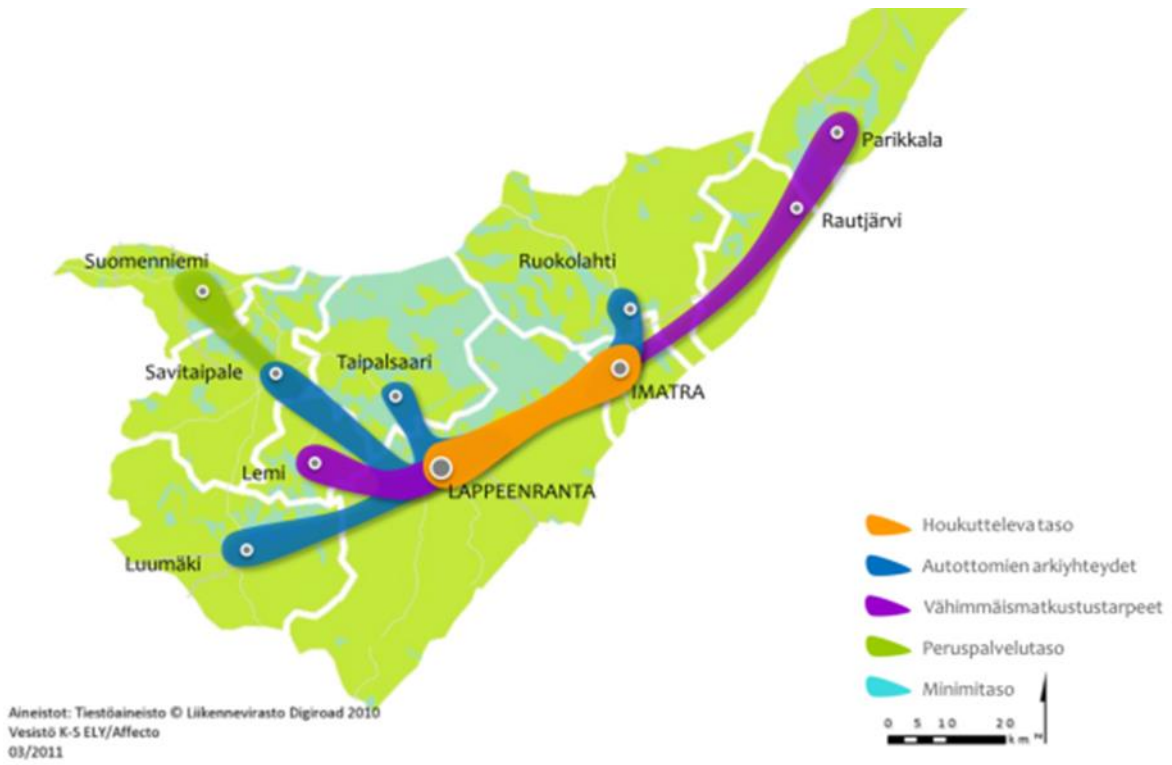 Parikkala
Rautjärvi
Suomenniemi
Ruokolahti
Taipalsaari
Savitaipale
IMATRA
Lemi
LAPPEENRANTA
Luumäki
Houkutteleva taso
Autottomien arkiyhteydet
Vähimmäismatkustustarpeet
Peruspalvelutaso
Minimitaso
0 5 10 20
km
N
Aineistot: Tiestöaineisto © Liikennevirasto Digiroad 2010
Vesistö K-S ELY/Affecto
03/2011